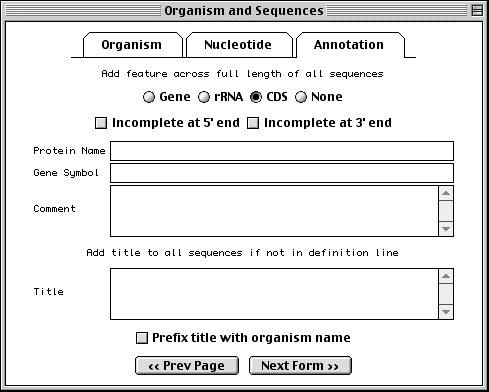 Organism and Sequences
Organism Nucleotide Annotation
Add feature across full length of all sequences
Gene rRNA CDS None
Incomplete at 5' end Incomplete at 3' end
Protein Name
Gene Symbol
Comment
Add title to all sequences if not in definition line
Title
Prefix title with organism name
<< Prev Page Next Form >>